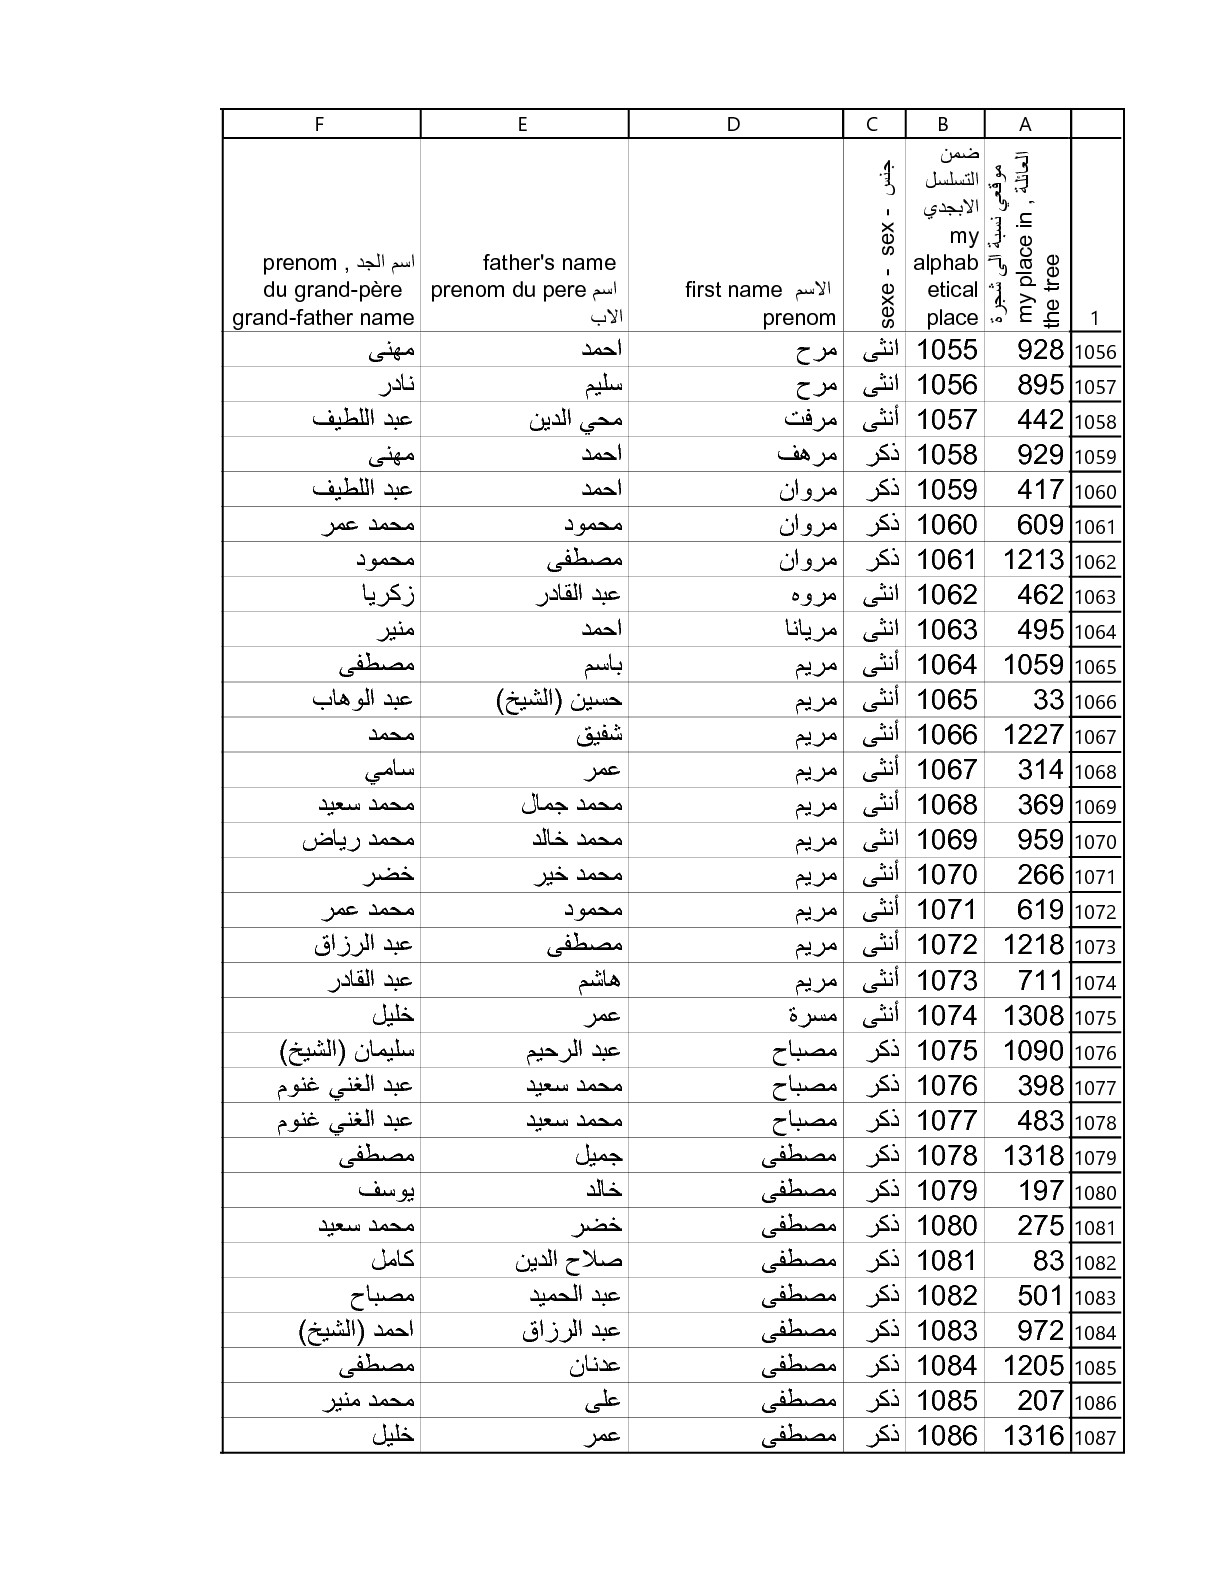 A B C D E F
1
موقعي نسبة الى شجرة العائلة , my place in the tree
ضمن التسلسل الابجدي my alphabetical place
جنس - sex - sexe
first name الاسم prenom
father's name prenom du pere اسم الاب
prenom , اسم الجد du grand-père grand-father name
1056 928 1055 انثى مرح احمد مهنى
1057 895 1056 انثى مرح سليم نادر
1058 442 1057 أنثى مرفت محي الدين عبد اللطيف
1059 929 1058 ذكر مرهف احمد مهنى
1060 417 1059 ذكر مروان احمد عبد اللطيف
1061 609 1060 ذكر مروان محمود محمد عمر
1062 1213 1061 ذكر مروان مصطفى محمود
1063 462 1062 انثى مروه عبد القادر زكريا
1064 495 1063 انثى مريانا احمد منير
1065 1059 1064 أنثى مريم باسم مصطفى
1066 33 1065 أنثى مريم حسين (الشيخ) عبد الوهاب
1067 1227 1066 أنثى مريم شفيق محمد
1068 314 1067 أنثى مريم عمر سامي
1069 369 1068 أنثى مريم محمد جمال محمد سعيد
1070 959 1069 انثى مريم محمد خالد محمد رياض
1071 266 1070 أنثى مريم محمد خير خضر
1072 619 1071 أنثى مريم محمود محمد عمر
1073 1218 1072 أنثى مريم مصطفى عبد الرزاق
1074 711 1073 أنثى مريم هاشم عبد القادر
1075 1308 1074 أنثى مسرة عمر خليل
1076 1090 1075 ذكر مصباح عبد الرحيم سليمان (الشيخ)
1077 398 1076 ذكر مصباح محمد سعيد عبد الغني غنوم
1078 483 1077 ذكر مصباح محمد سعيد عبد الغني غنوم
1079 1318 1078 ذكر مصطفى جميل مصطفى
1080 197 1079 ذكر مصطفى خالد يوسف
1081 275 1080 ذكر مصطفى خضر محمد سعيد
1082 83 1081 ذكر مصطفى صلاح الدين كامل
1083 501 1082 ذكر مصطفى عبد الحميد مصباح
1084 972 1083 ذكر مصطفى عبد الرزاق احمد (الشيخ)
1085 1205 1084 ذكر مصطفى عدنان مصطفى
1086 207 1085 ذكر مصطفى على محمد منير
1087 1316 1086 ذكر مصطفى عمر خليل